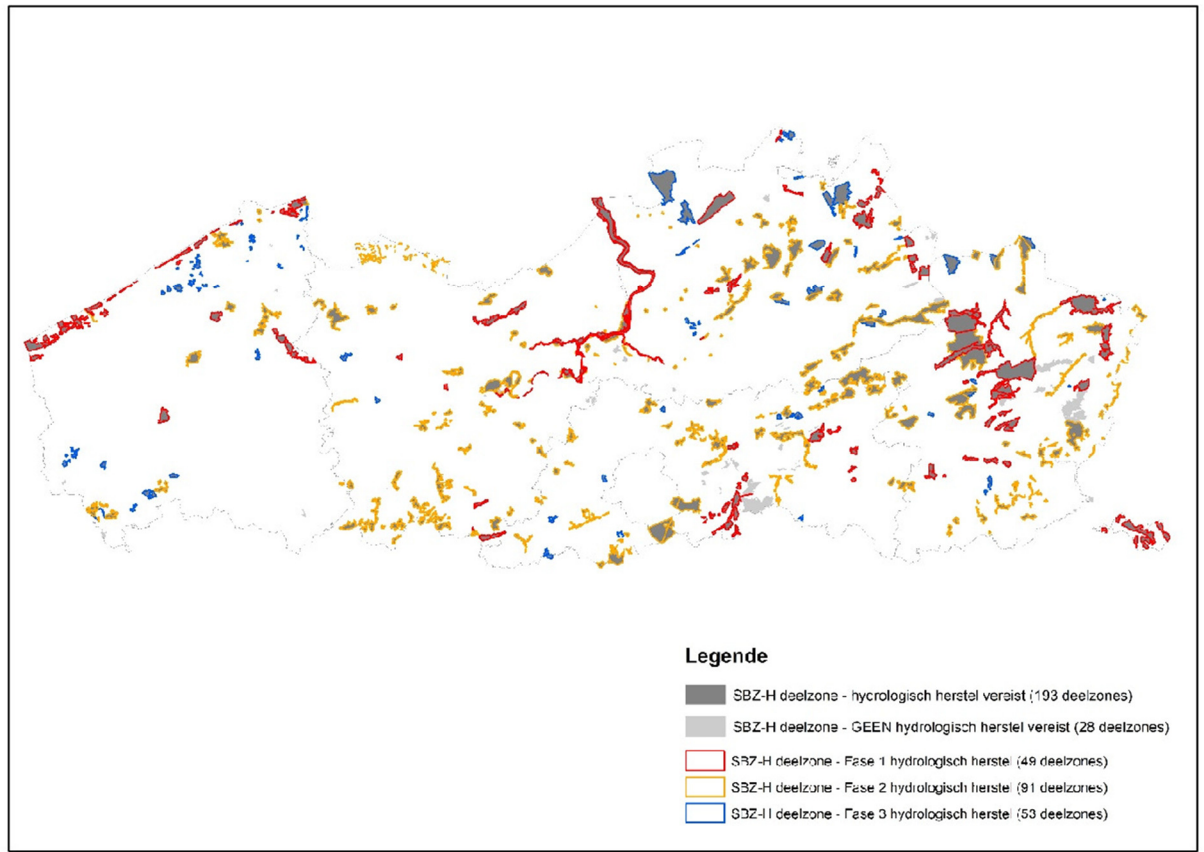 Legende
SBZ-H deelzone - hycrologisch herstel vereist (193 deelzones)
SBZ-H deelzone - GEEN hydrologisch herstel vereist (28 deelzones)
SBZ-H deelzone - Fase 1 hydrologisch herstel (49 deelzones)
SBZ-H deelzone - Fase 2 hydrologisch herstel (91 deelzones)
SBZ-H deelzone - Fase 3 hydrologisch herstel (53 deelzones)